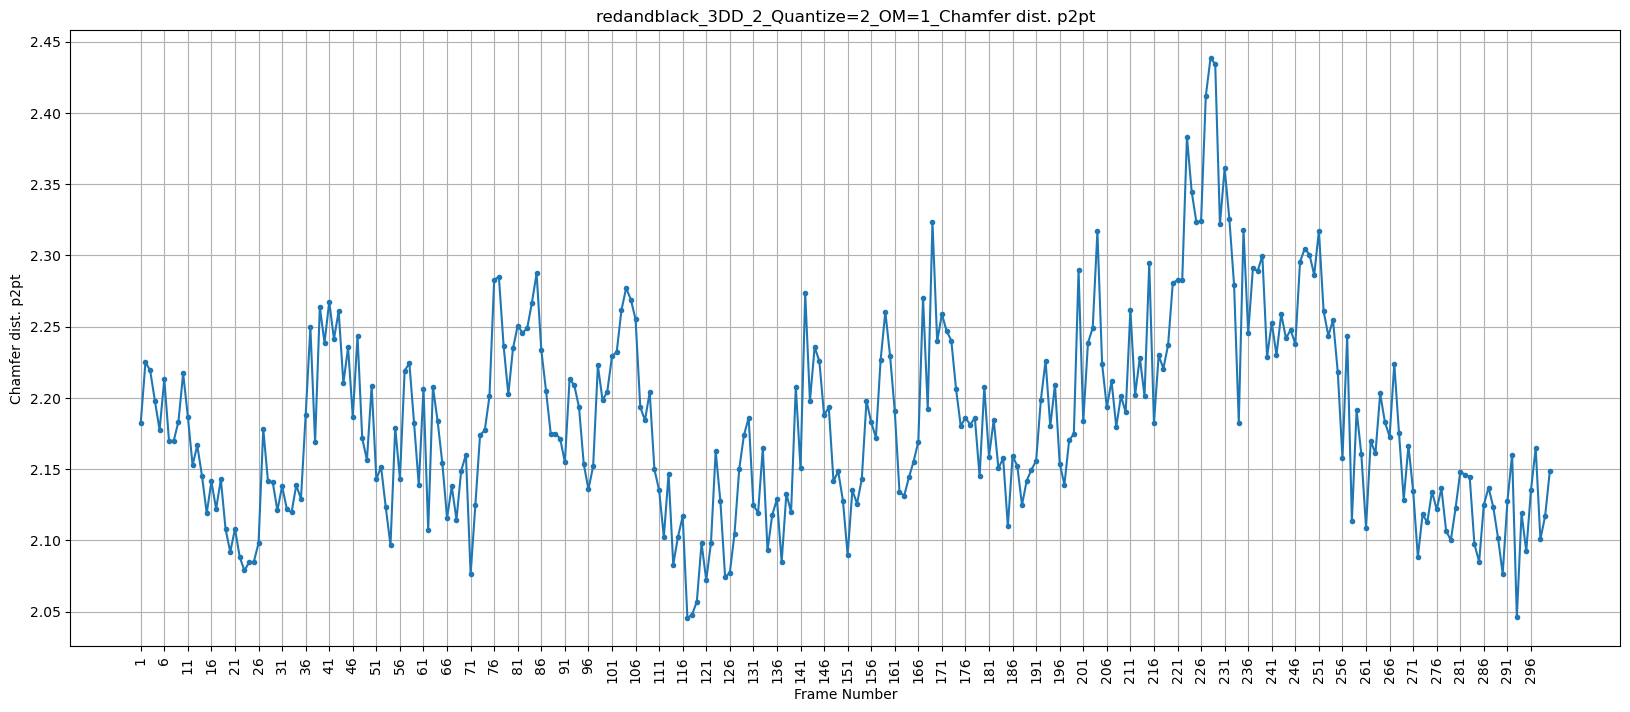 redandblack_3DD_2_Quantize=2_OM=1_Chamfer dist. p2pt
2.45
2.40
2.35
2.30
2.25
2.20
2.15
2.10
2.05
Chamfer dist. p2pt
1 6 11 16 21 26 31 36 41 46 51 56 61 66 71 76 81 86 91 96 101 106 111 116 121 126 131 136 141 146 151 156 161 166 171 176 181 186 191 196 201 206 211 216 221 226 231 236 241 246 251 256 261 266 271 276 281 286 291 296
Frame Number